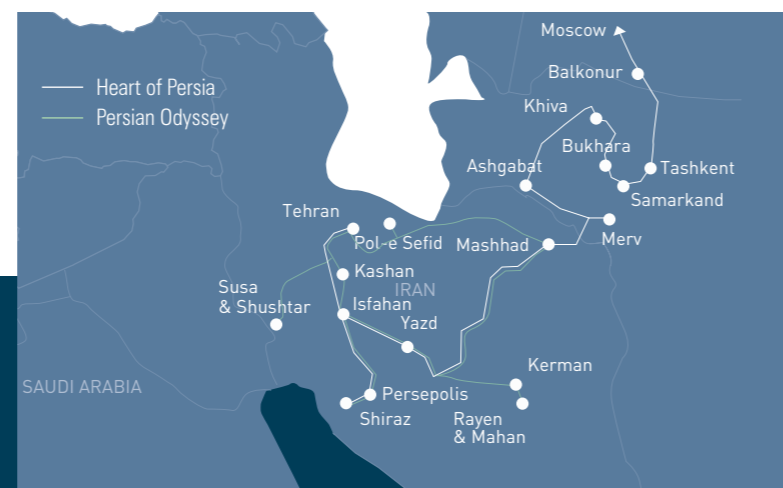 Moscow
Balkonur
Heart of Persia
Khiva
Persian Odyssey
Bukhara
Ashgabat
Tashkent
Samarkand
Tehran
Pol-e Sefid
Mashhad
Merv
Kashan
Susa
& Shushtar
IRAN
Isfahan
Yazd
Kerman
SAUDI ARABIA
Persepolis
Shiraz
Rayen
& Mahan